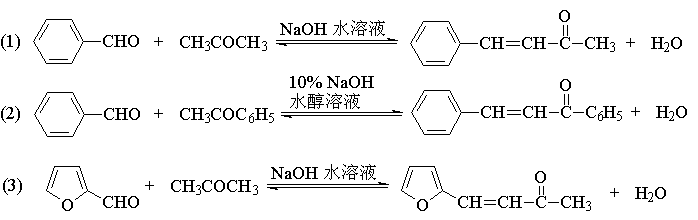 (1) CHO + CH3COCH3 NaOH 水溶液 CH=CH-C-CH3 + H2O
O
(2) CHO + CH3COC6H5 10% NaOH 水醇溶液 CH=CH-C-C6H5 + H2O
O
(3) O CHO + CH3COCH3 NaOH 水溶液 O CH=CH-C-CH3 + H2O
O